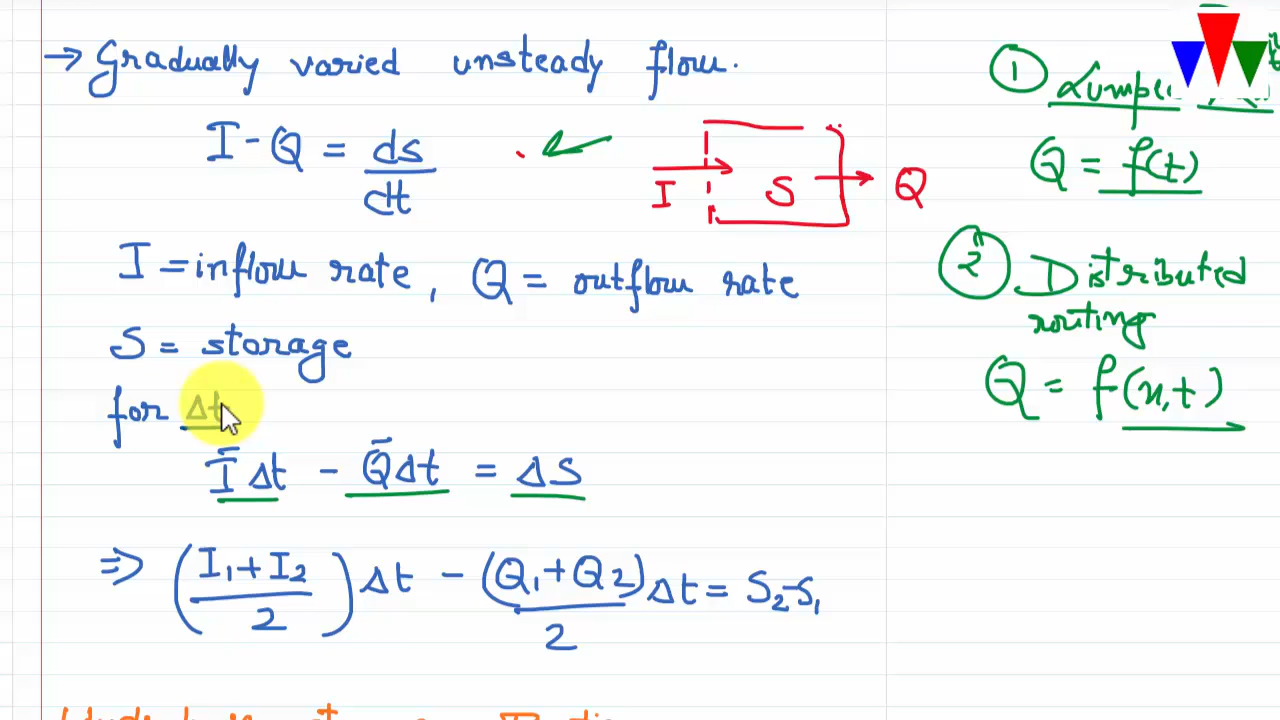 → Gradually varied unsteady flow.
I - Q = ds/dt
I S Q
I = inflow rate, Q = outflow rate
S = storage
for Δt
Ī Δt - Q̄ Δt = ΔS
⇒ (I₁ + I₂ / 2) Δt - (Q₁ + Q₂) / 2 Δt = S₂ - S₁
①
Q = f(t)
② Distributed
routing
Q = f(x,t)